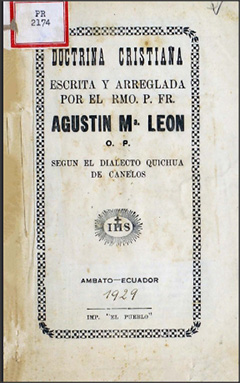 PR
2174
DOCTRINA CRISTIANA
ESCRITA Y ARREGLADA
POR EL RMO. P. FR.
AGUSTIN Mª. LEON
O. P.
SEGUN EL DIALECTO QUICHUA
DE CANELOS
IHS
AMBATO—ECUADOR
1929
IMP. "EL PUEBLO"